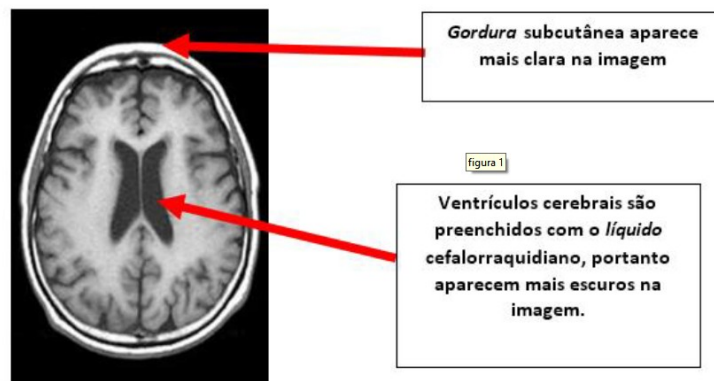 Gordura subcutânea aparece
mais clara na imagem
figura 1
Ventrículos cerebrais são
preenchidos com o líquido
cefalorraquidiano, portanto
aparecem mais escuros na
imagem.